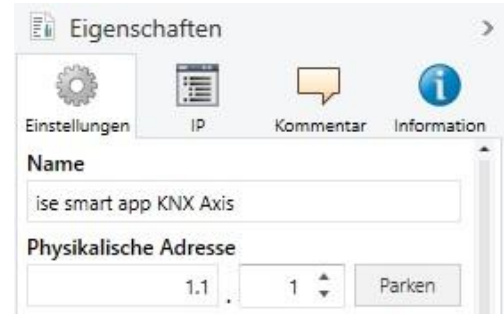 Eigenschaften
Einstellungen IP Kommentar Information
Name
ise smart app KNX Axis
Physikalische Adresse
1.1 . 1 Parken